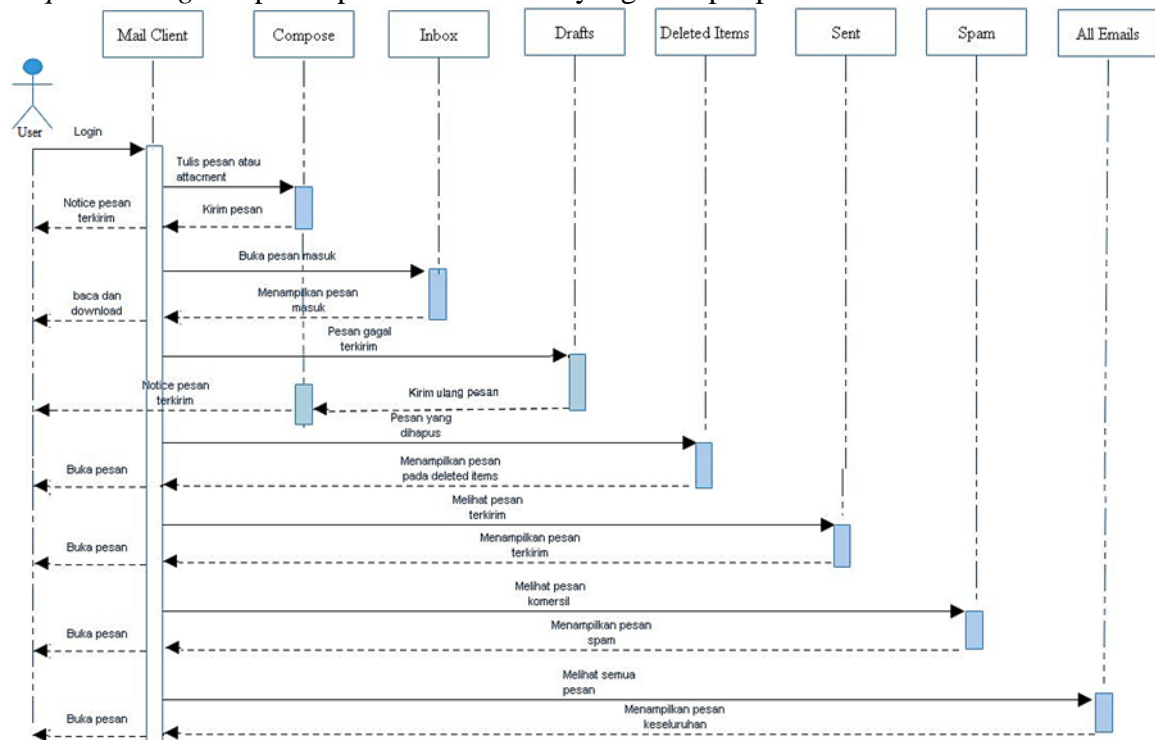 Mail Client
Compose
Inbox
Drafts
Deleted Items
Sent
Spam
All Emails
User
Login
Tulis pesan atau
attacment
Notice pesan
terkirim
Kirim pesan
Buka pesan masuk
baca dan
download
Menampilkan pesan
masuk
Pesan gagal
terkirim
Notice pesan
terkirim
Kirim ulang pesan
Pesan yang
dihapus
Buka pesan
Menampilkan pesan
pada deleted items
Melihat pesan
terkirim
Buka pesan
Menampilkan pesan
terkirim
Melihat pesan
komersil
Buka pesan
Menampilkan pesan
spam
Melihat semua
pesan
Buka pesan
Menampilkan pesan
keseluruhan